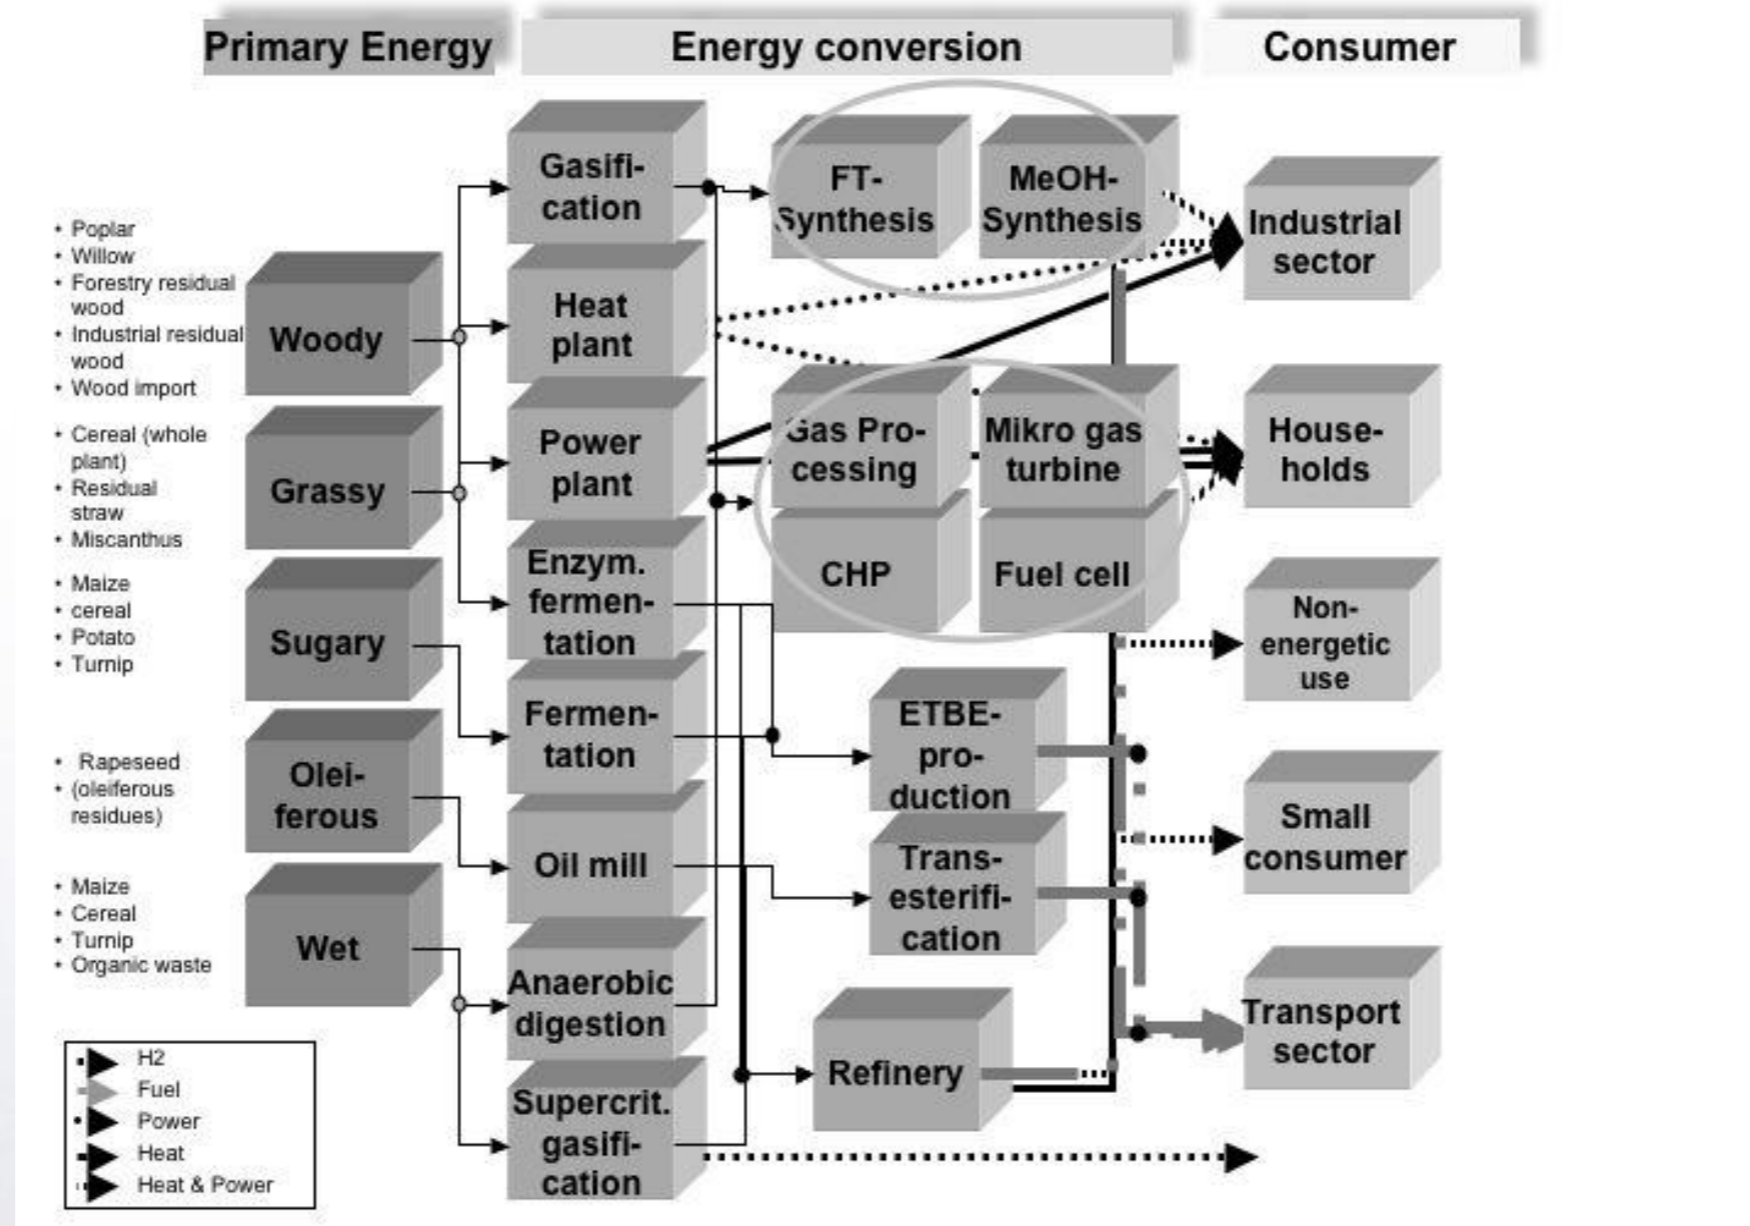 Primary Energy
Energy conversion
Consumer
• Poplar
• Willow
• Forestry residual
wood
• Industrial residual
wood
• Wood import
• Cereal (whole
plant)
• Residual
straw
• Miscanthus
• Maize
• cereal
• Potato
• Turnip
• Rapeseed
• (oleiferous
residues)
• Maize
• Cereal
• Turnip
• Organic waste
Woody
Grassy
Sugary
Olei-
ferous
Wet
Gasifi-
cation
Heat
plant
Power
plant
Enzym.
fermen-
tation
Fermen-
tation
Oil mill
Anaerobic
digestion
Supercrit.
gasifi-
cation
FT-
Synthesis
MeOH-
Synthesis
Gas Pro-
cessing
Mikro gas
turbine
CHP
Fuel cell
ETBE-
pro-
duction
Trans-
esterifi-
cation
Refinery
Industrial
sector
House-
holds
Non-
energetic
use
Small
consumer
Transport
sector
H2
Fuel
Power
Heat
Heat & Power